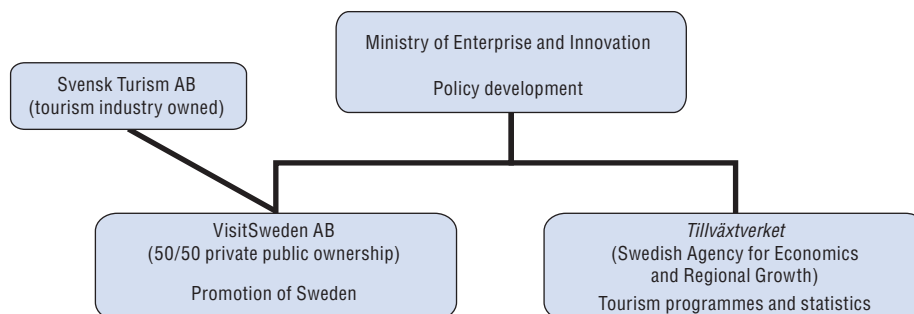 Ministry of Enterprise and Innovation
Policy development
Svensk Turism AB
(tourism industry owned)
VisitSweden AB
(50/50 private public ownership)
Promotion of Sweden
Tillväxtverket
(Swedish Agency for Economics
and Regional Growth)
Tourism programmes and statistics